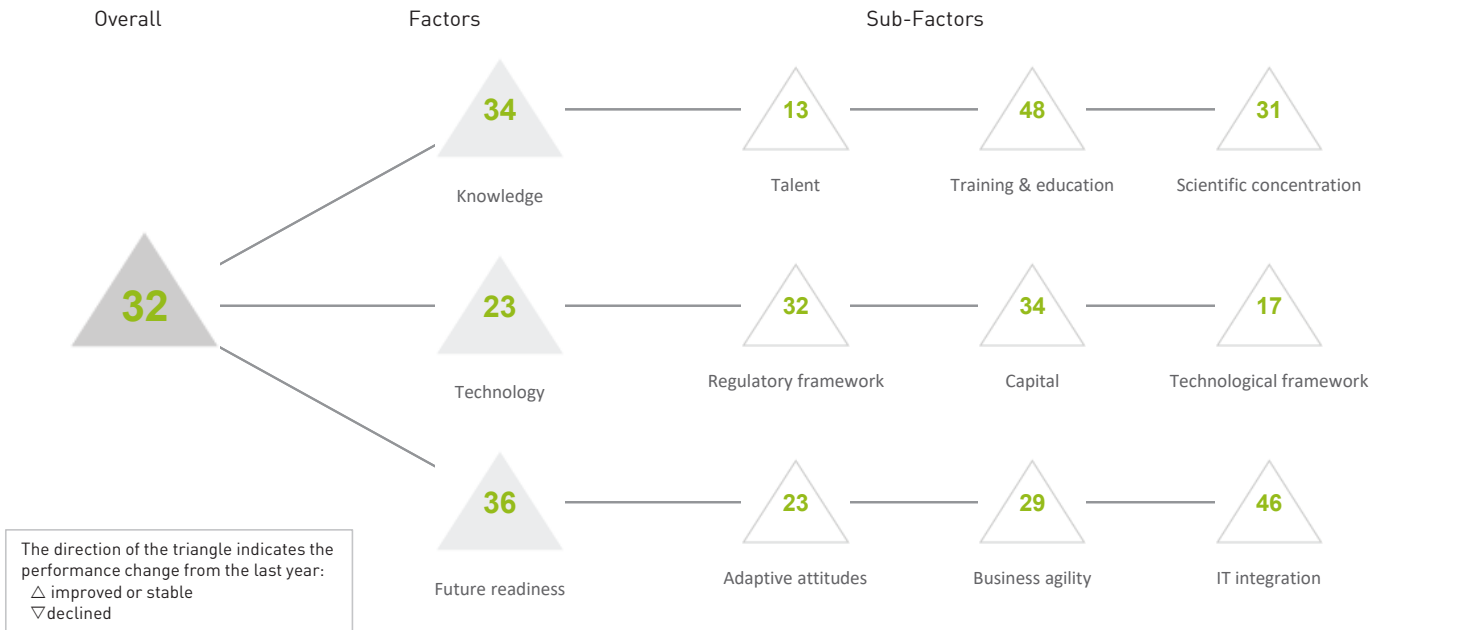 Overall
Factors
Sub-Factors
34
13
48
31
Knowledge
Talent
Training & education
Scientific concentration
32
23
32
34
17
Technology
Regulatory framework
Capital
Technological framework
36
23
29
46
Future readiness
Adaptive attitudes
Business agility
IT integration
The direction of the triangle indicates the
performance change from the last year:
△ improved or stable
▽ declined